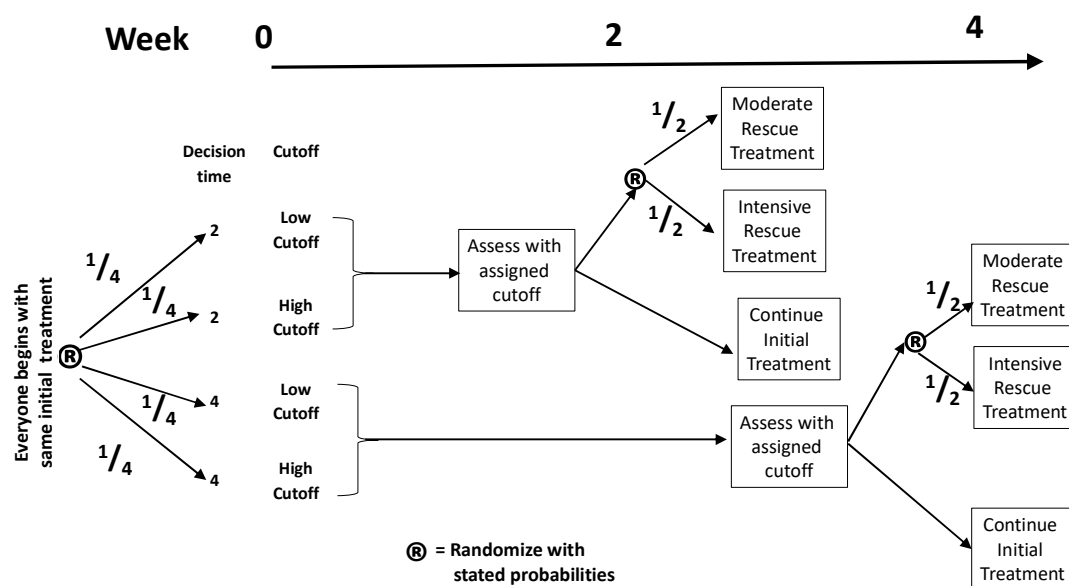 Week 0 2 4
Decision
time
Cutoff
Everyone begins with
same initial treatment
R
1/4
1/4
1/4
1/4
2
2
4
4
Low
Cutoff
High
Cutoff
Low
Cutoff
High
Cutoff
Assess with
assigned
cutoff
R
1/2
1/2
Moderate
Rescue
Treatment
Intensive
Rescue
Treatment
Continue
Initial
Treatment
Assess with
assigned
cutoff
R
1/2
1/2
Moderate
Rescue
Treatment
Intensive
Rescue
Treatment
Continue
Initial
Treatment
R = Randomize with
stated probabilities